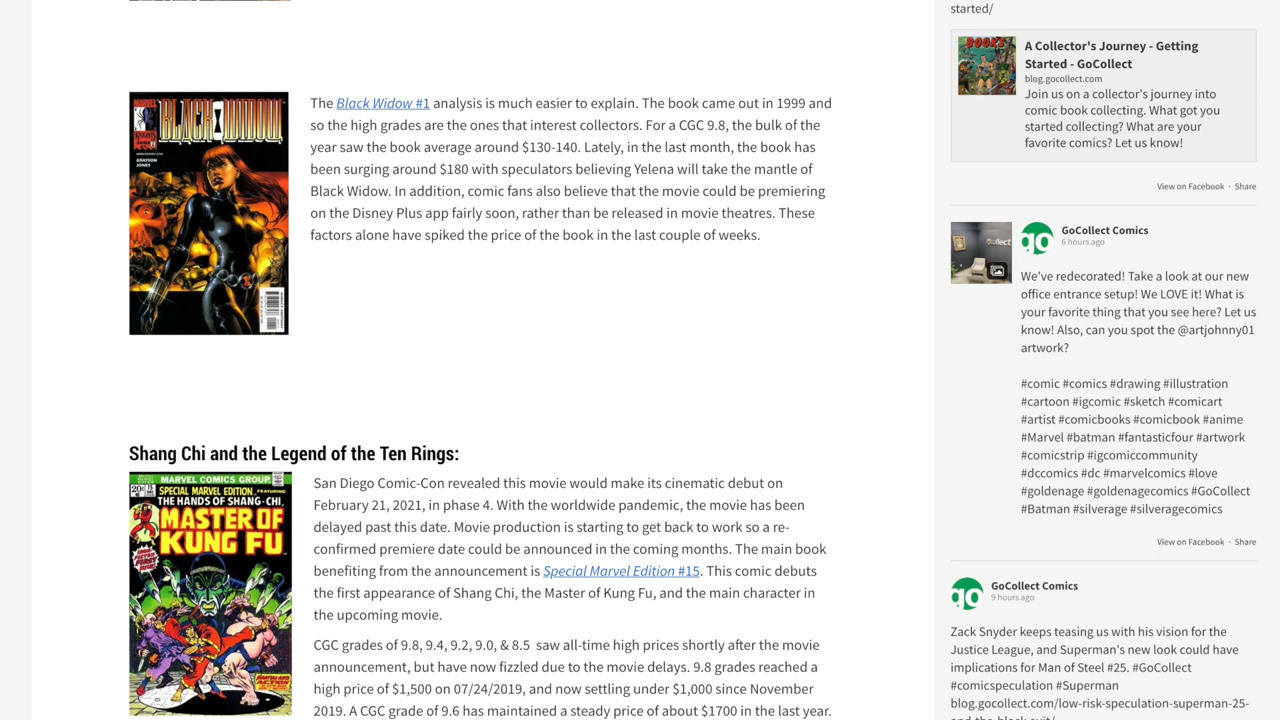 The Black Widow #1 analysis is much easier to explain. The book came out in 1999 and
so the high grades are the ones that interest collectors. For a CGC 9.8, the bulk of the
year saw the book average around $130-140. Lately, in the last month, the book has
been surging around $180 with speculators believing Yelena will take the mantle of
Black Widow. In addition, comic fans also believe that the movie could be premiering
on the Disney Plus app fairly soon, rather than be released in movie theatres. These
factors alone have spiked the price of the book in the last couple of weeks.
MARVEL
BLACK WIDOW
GRAYSON
JONES
Shang Chi and the Legend of the Ten Rings:
MARVEL COMICS GROUP
20¢
15
SPECIAL MARVEL EDITION FEATURING
THE HANDS OF SHANG-CHI,
MASTER OF
KUNG FU
San Diego Comic-Con revealed this movie would make its cinematic debut on
February 21, 2021, in phase 4. With the worldwide pandemic, the movie has been
delayed past this date. Movie production is starting to get back to work so a re-
confirmed premiere date could be announced in the coming months. The main book
benefiting from the announcement is Special Marvel Edition #15. This comic debuts
the first appearance of Shang Chi, the Master of Kung Fu, and the main character in
the upcoming movie.
CGC grades of 9.8, 9.4, 9.2, 9.0, & 8.5 saw all-time high prices shortly after the movie
announcement, but have now fizzled due to the movie delays. 9.8 grades reached a
high price of $1,500 on 07/24/2019, and now settling under $1,000 since November
2019. A CGC grade of 9.6 has maintained a steady price of about $1700 in the last year.
started/
BOOKS
A Collector's Journey - Getting
Started - GoCollect
blog.gocollect.com
Join us on a collector's journey into
comic book collecting. What got you
started collecting? What are your
favorite comics? Let us know!
View on Facebook · Share
go
GoCollect Comics
6 hours ago
We've redecorated! Take a look at our new
office entrance setup! We LOVE it! What is
your favorite thing that you see here? Let us
know! Also, can you spot the @artjohnny01
artwork?
#comic #comics #drawing #illustration
#cartoon #igcomic #sketch #comicart
#artist #comicbooks #comicbook #anime
#Marvel #batman #fantasticfour #artwork
#comicstrip #igcomiccommunity
#dccomics #dc #marvelcomics #love
#goldenage #goldenagecomics #GoCollect
#Batman #silverage #silveragecomics
View on Facebook · Share
go
GoCollect Comics
9 hours ago
Zack Snyder keeps teasing us with his vision for the
Justice League, and Superman's new look could have
implications for Man of Steel #25. #GoCollect
#comicspeculation #Superman
blog.gocollect.com/low-risk-speculation-superman-25-
and-the-black-suit/